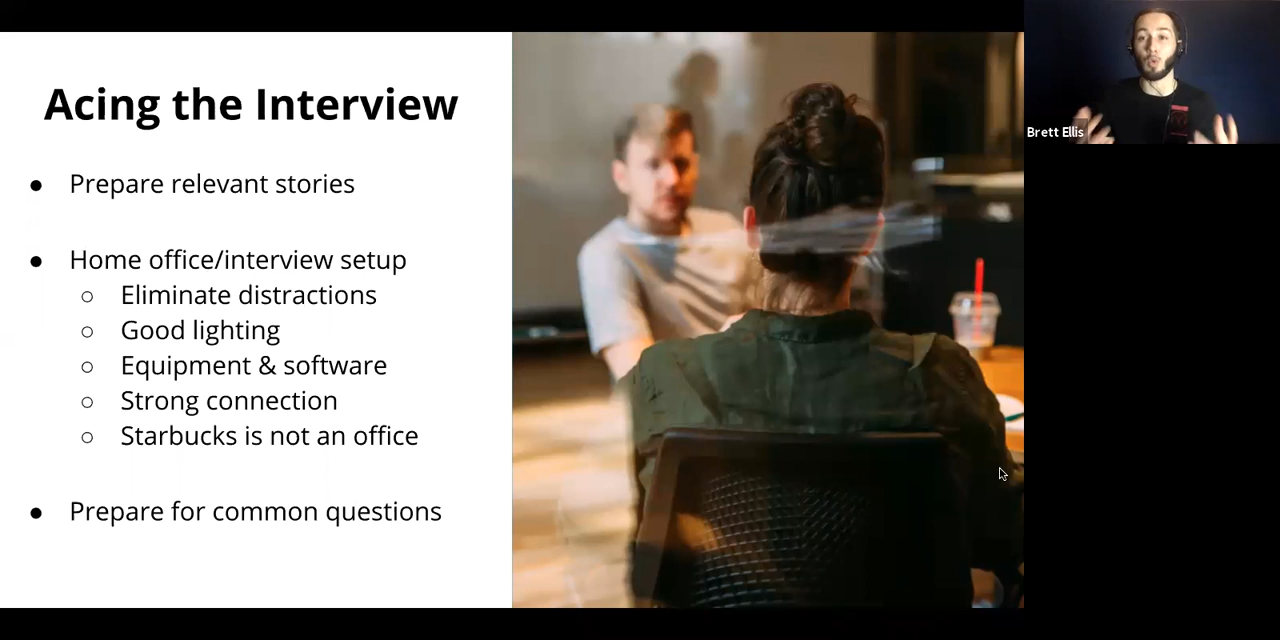 Acing the Interview
● Prepare relevant stories
● Home office/interview setup
○ Eliminate distractions
○ Good lighting
○ Equipment & software
○ Strong connection
○ Starbucks is not an office
● Prepare for common questions
Brett Ellis